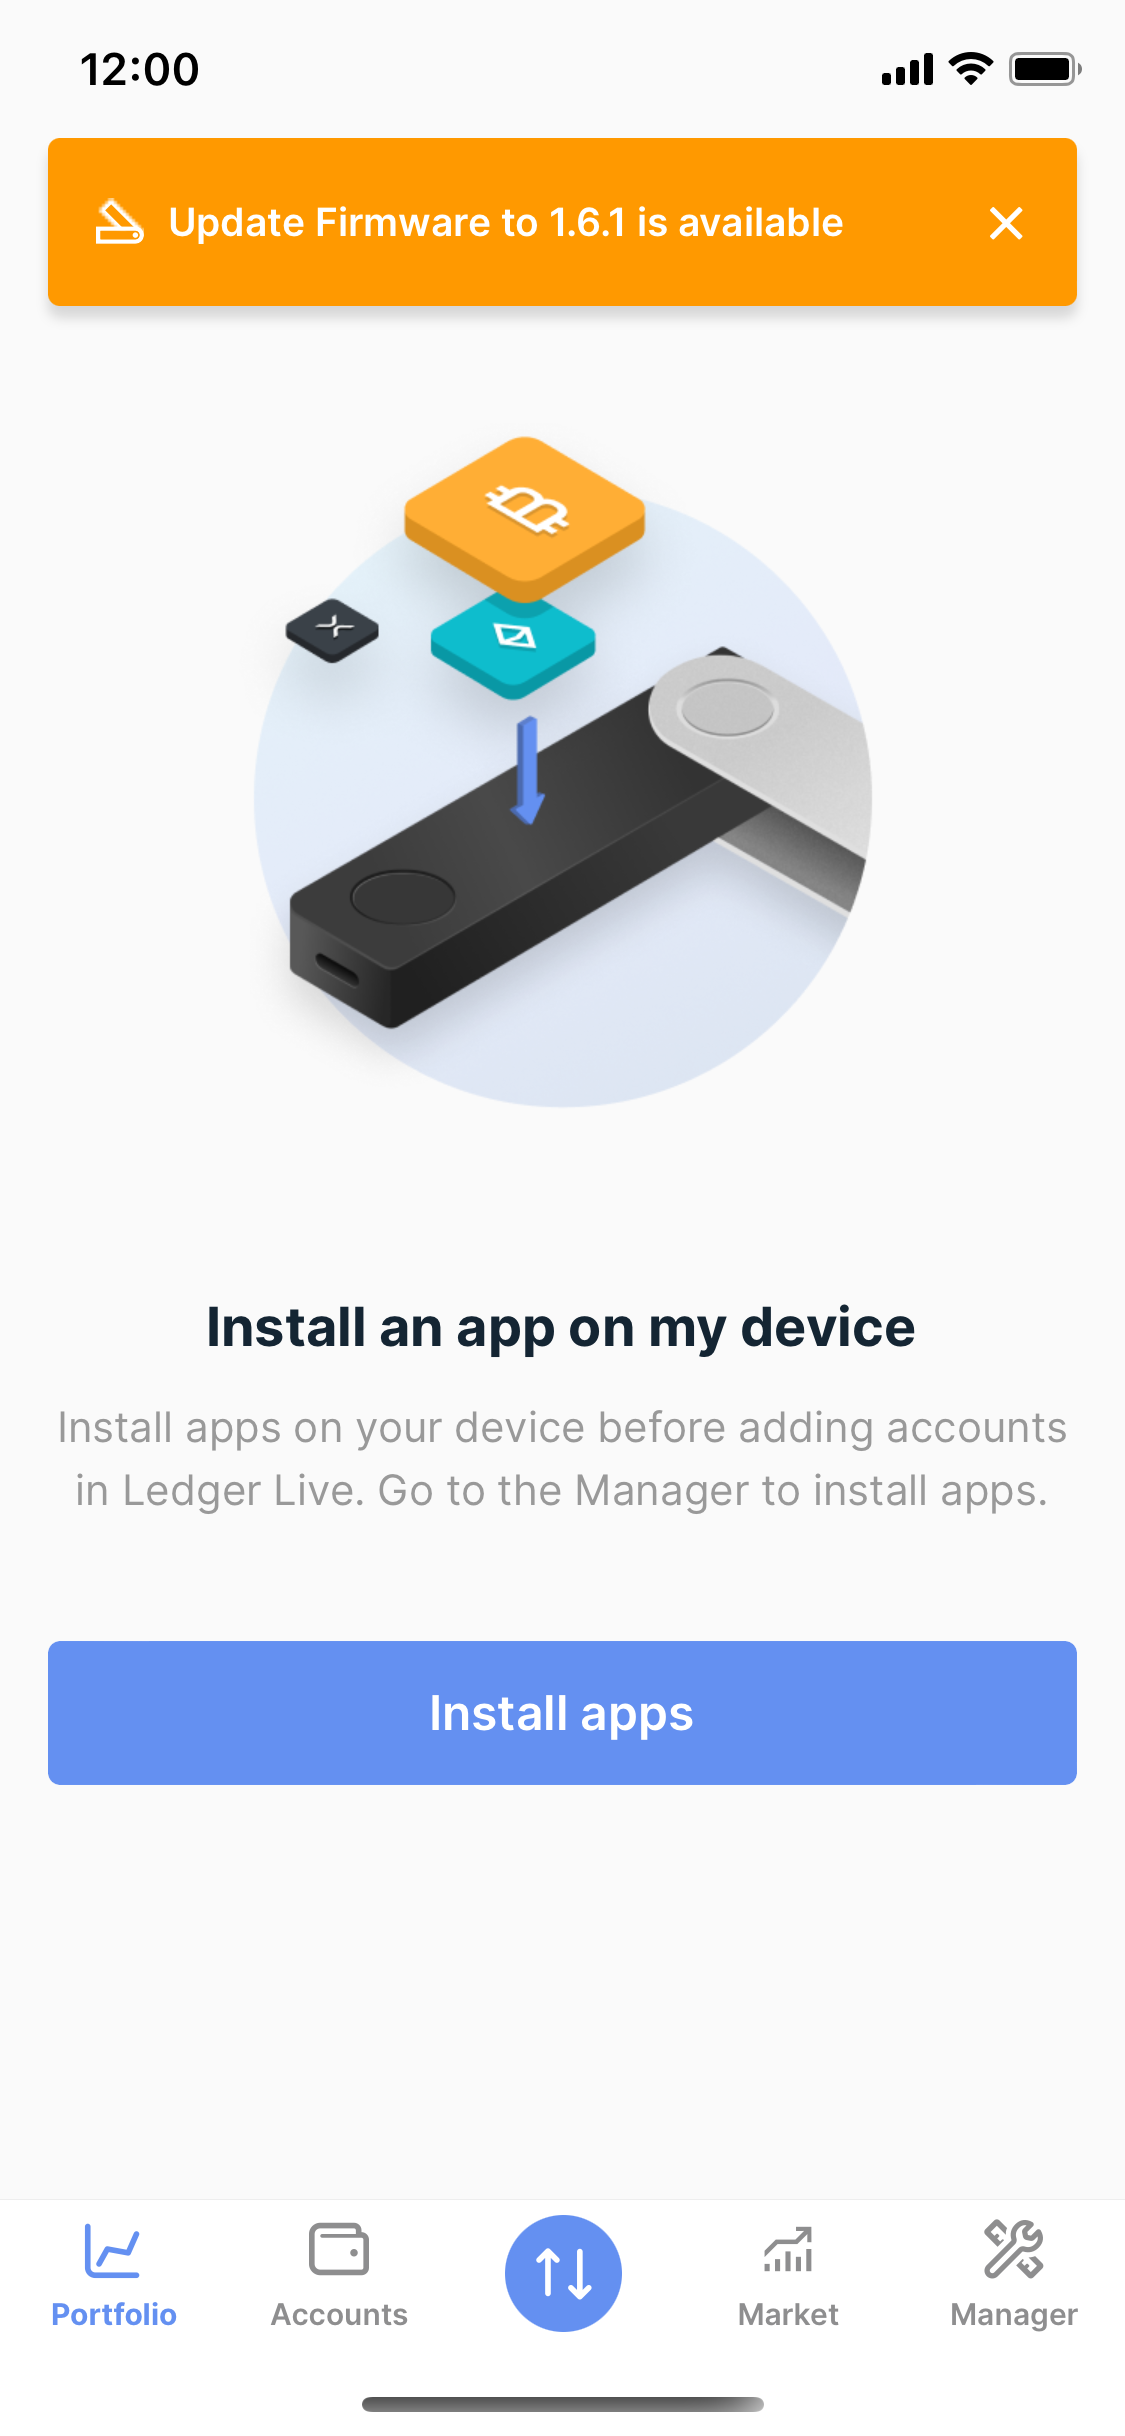 12:00
Update Firmware to 1.6.1 is available
Install an app on my device
Install apps on your device before adding accounts
in Ledger Live. Go to the Manager to install apps.
Install apps
Portfolio
Accounts
Market
Manager